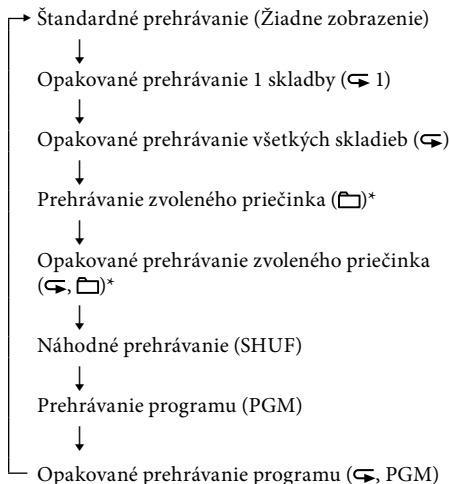 Štandardné prehrávanie (Žiadne zobrazenie)
Opakované prehrávanie 1 skladby ( 1)
Opakované prehrávanie všetkých skladieb ()
Prehrávanie zvoleného priečinka ()*
Opakované prehrávanie zvoleného priečinka
(, )*
Náhodné prehrávanie (SHUF)
Prehrávanie programu (PGM)
Opakované prehrávanie programu (, PGM)